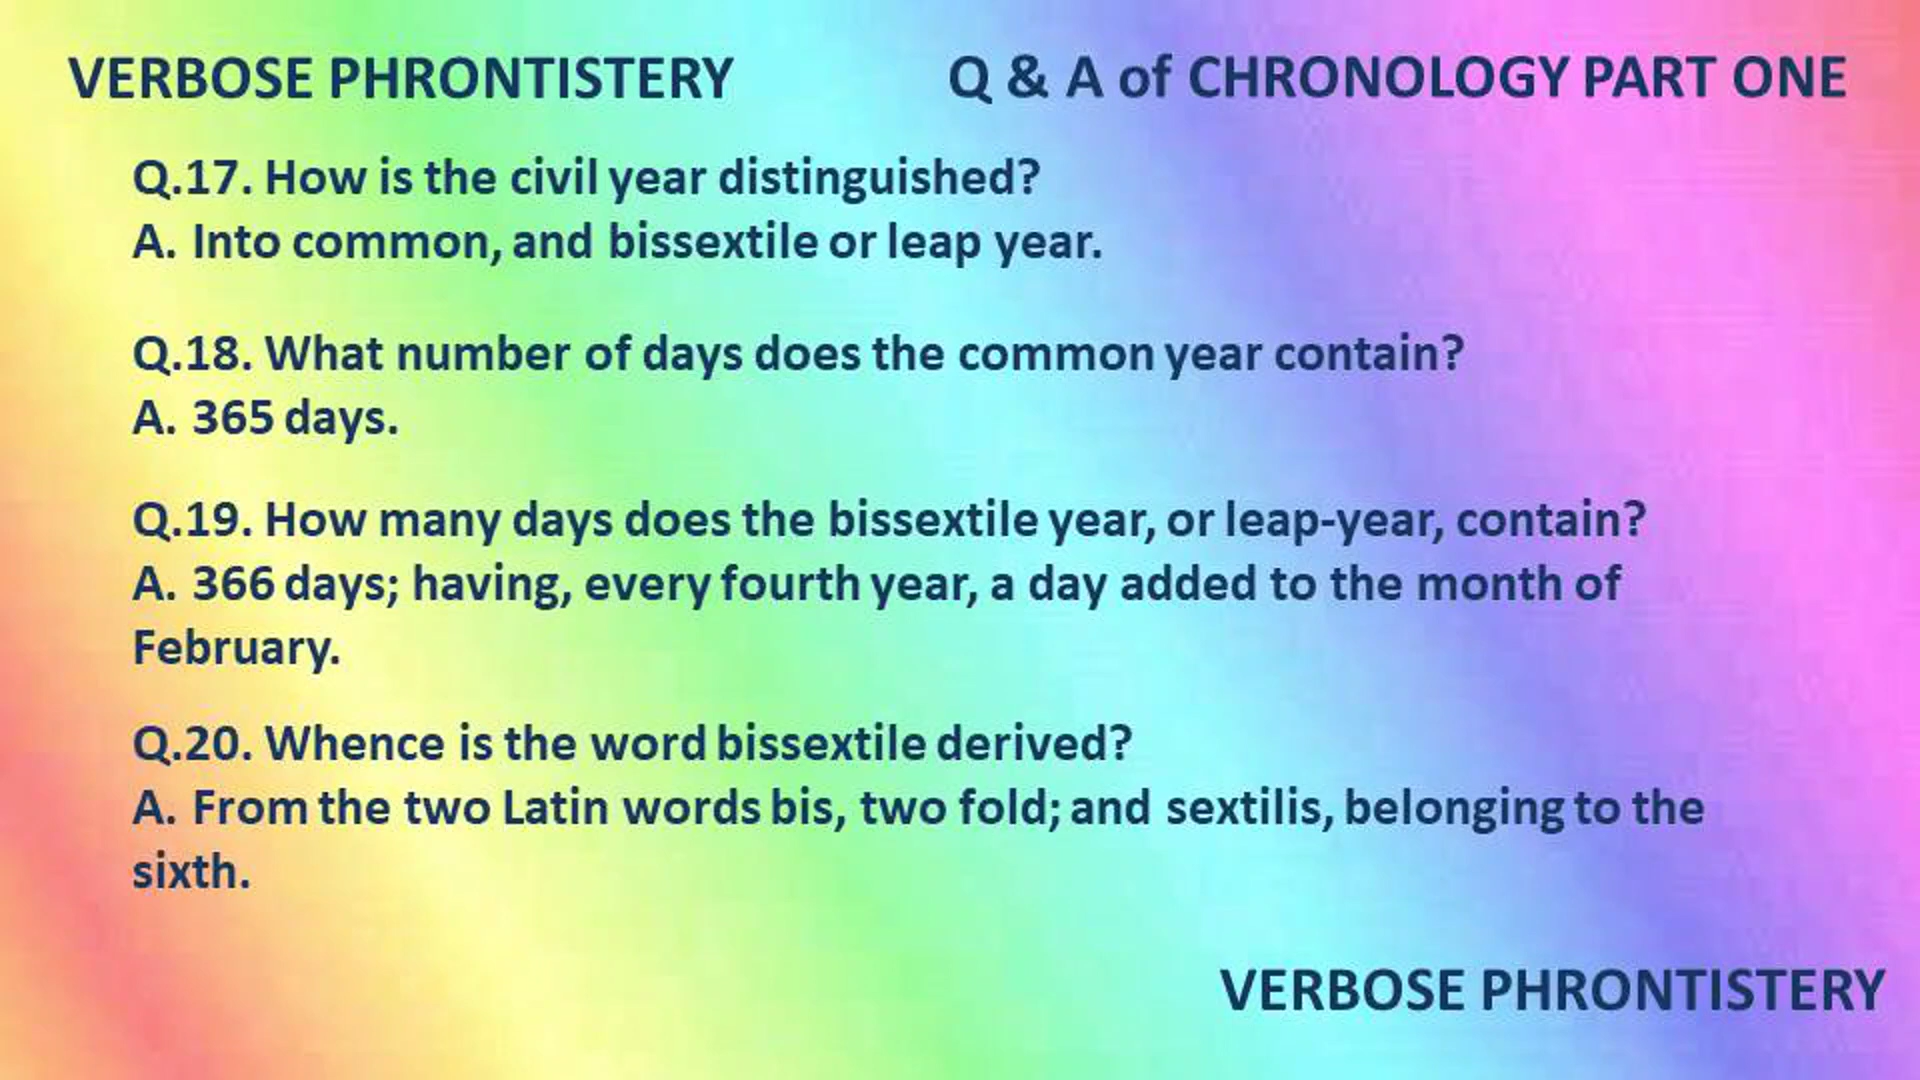 VERBOSE PHRONTISTERY
Q & A of CHRONOLOGY PART ONE
Q.17. How is the civil year distinguished?
A. Into common, and bissextile or leap year.
Q.18. What number of days does the common year contain?
A. 365 days.
Q.19. How many days does the bissextile year, or leap-year, contain?
A. 366 days; having, every fourth year, a day added to the month of
February.
Q.20. Whence is the word bissextile derived?
A. From the two Latin words bis, two fold; and sextilis, belonging to the
sixth.
VERBOSE PHRONTISTERY